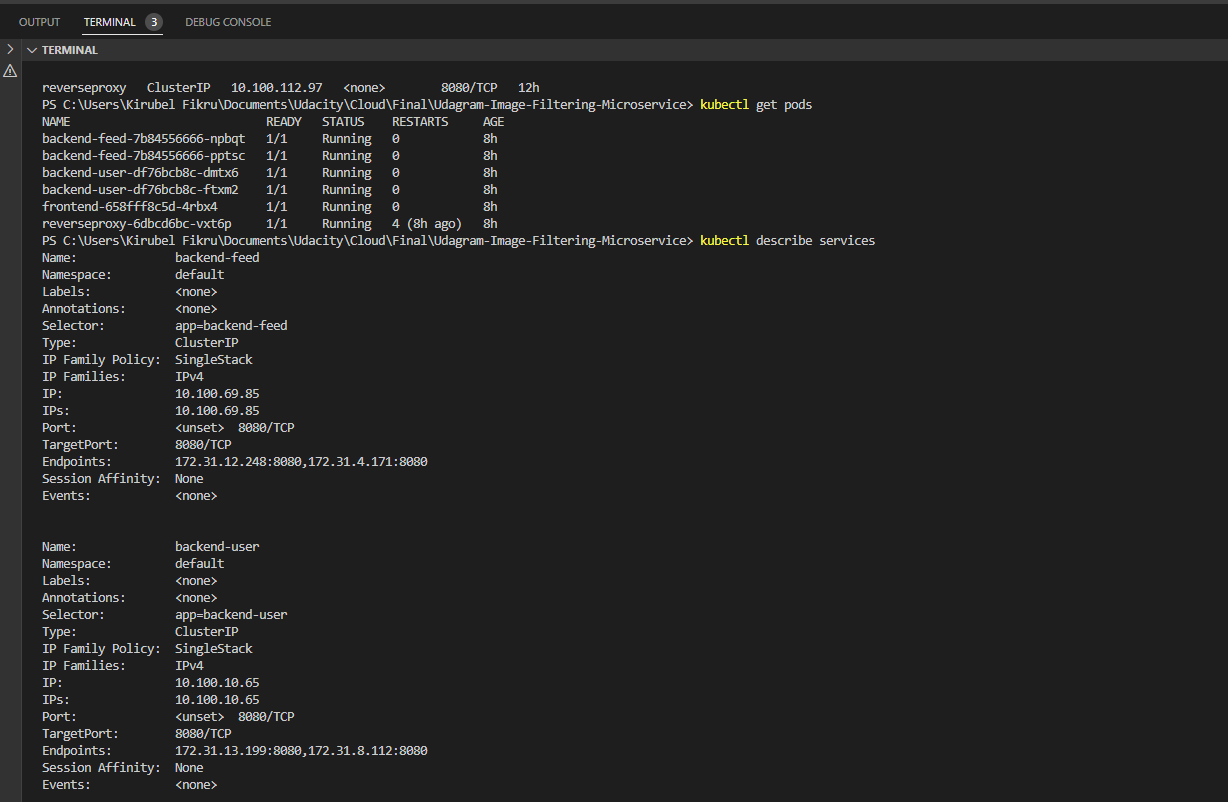 OUTPUT TERMINAL 3 DEBUG CONSOLE
TERMINAL
reverseproxy ClusterIP 10.100.112.97 <none> 8080/TCP 12h
PS C:\Users\Kirubel Fikru\Documents\Udacity\Cloud\Final\Udagram-Image-Filtering-Microservice> kubectl get pods
NAME READY STATUS RESTARTS AGE
backend-feed-7b84556666-npbqt 1/1 Running 0 8h
backend-feed-7b84556666-pptsc 1/1 Running 0 8h
backend-user-df76bcb8c-dmtx6 1/1 Running 0 8h
backend-user-df76bcb8c-ftxm2 1/1 Running 0 8h
frontend-658fff8c5d-4rbx4 1/1 Running 0 8h
reverseproxy-6dbcd6bc-vxt6p 1/1 Running 4 (8h ago) 8h
PS C:\Users\Kirubel Fikru\Documents\Udacity\Cloud\Final\Udagram-Image-Filtering-Microservice> kubectl describe services
Name: backend-feed
Namespace: default
Labels: <none>
Annotations: <none>
Selector: app=backend-feed
Type: ClusterIP
IP Family Policy: SingleStack
IP Families: IPv4
IP: 10.100.69.85
IPs: 10.100.69.85
Port: <unset> 8080/TCP
TargetPort: 8080/TCP
Endpoints: 172.31.12.248:8080,172.31.4.171:8080
Session Affinity: None
Events: <none>
Name: backend-user
Namespace: default
Labels: <none>
Annotations: <none>
Selector: app=backend-user
Type: ClusterIP
IP Family Policy: SingleStack
IP Families: IPv4
IP: 10.100.10.65
IPs: 10.100.10.65
Port: <unset> 8080/TCP
TargetPort: 8080/TCP
Endpoints: 172.31.13.199:8080,172.31.8.112:8080
Session Affinity: None
Events: <none>